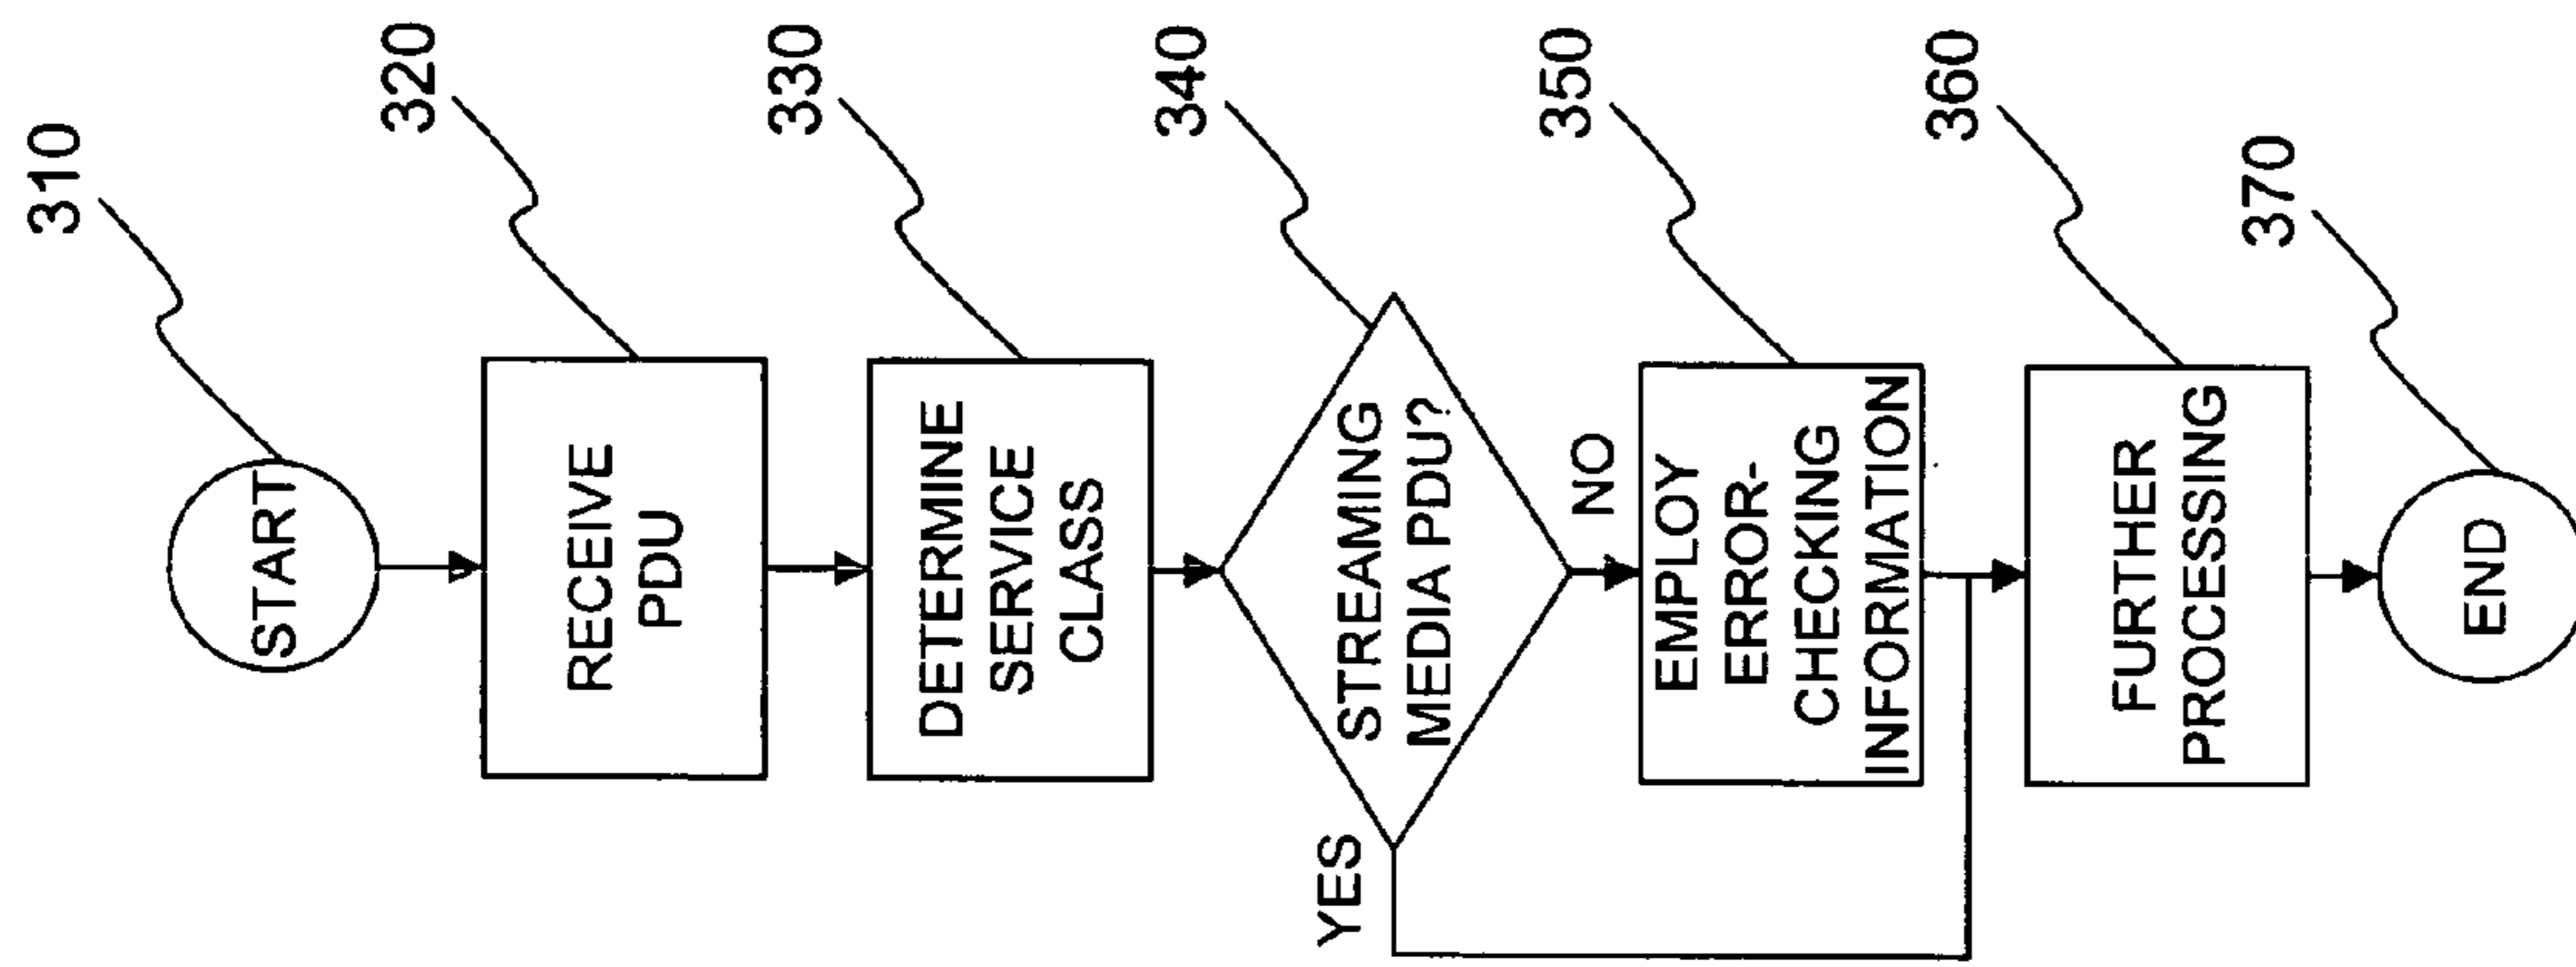 310
START
320
RECEIVE
PDU
330
DETERMINE
SERVICE
CLASS
340
STREAMING
MEDIA PDU?
YES
NO
350
EMPLOY
ERROR-
CHECKING
INFORMATION
360
FURTHER
PROCESSING
370
END